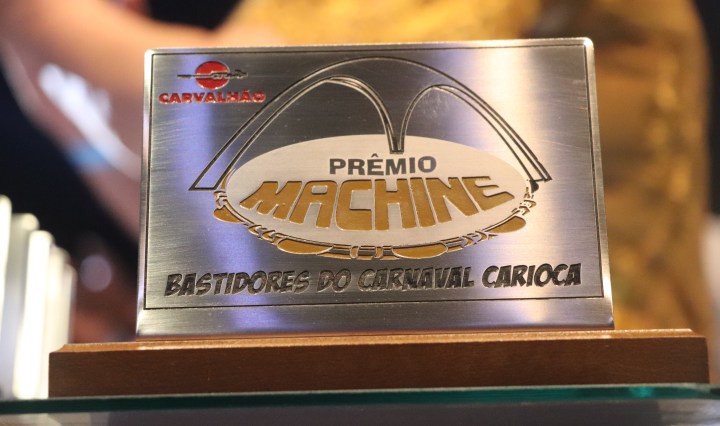 CARVALHÃO
PRÊMIO
MACHINE
BASTIDORES DO CARNAVAL CARIOCA